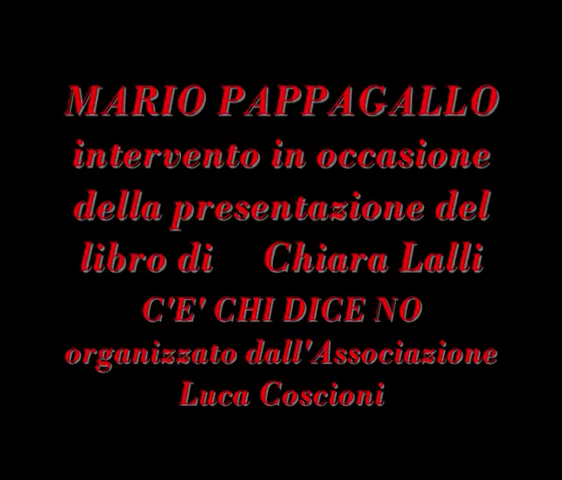 MARIO PAPPAGALLO
intervento in occasione
della presentazione del
libro di Chiara Lalli
C'E' CHI DICE NO
organizzato dall'Associazione
Luca Coscioni